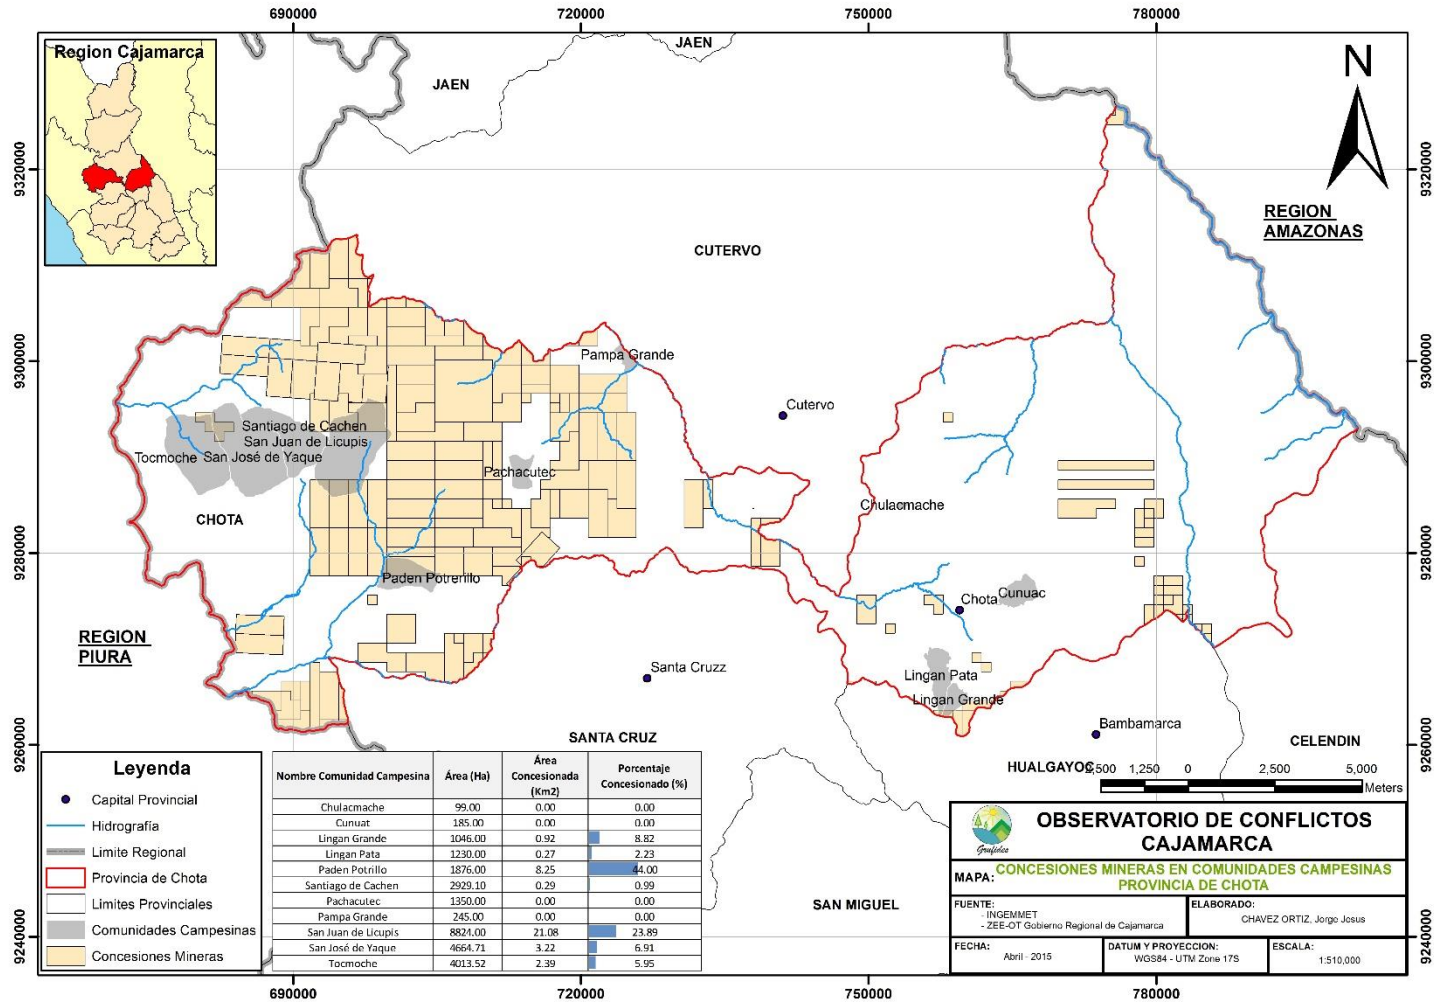 690000
720000
750000
780000
Region Cajamarca
JAEN
JAEN
N
9320000
9320000
REGION
AMAZONAS
CUTERVO
Pampa Grande
9300000
9300000
Cutervo
Santiago de Cachen
San Juan de Licupis
Tocmoche
San José de Yaque
Pachacutec
Chulacmache
CHOTA
9280000
9280000
Paden Potrerillo
Chota
Cunuac
REGION
PIURA
Santa Cruzz
Lingan Pata
Lingan Grande
Bambamarca
SANTA CRUZ
CELENDIN
9260000
9260000
HUALGAYOC
2,500 1,250 0 2,500 5,000
Meters
Leyenda
Capital Provincial
Hidrografía
Limite Regional
Provincia de Chota
Limites Provinciales
Comunidades Campesinas
Concesiones Mineras
Nombre Comunidad Campesina Área (Ha) Área Concesionada (Km2) Porcentaje Concesionado (%)
Chulacmache 99.00 0.00 0.00
Cunuat 185.00 0.00 0.00
Lingan Grande 1046.00 0.92 8.82
Lingan Pata 1230.00 0.27 2.23
Paden Potrillo 1876.00 8.25 44.00
Santiago de Cachen 2929.10 0.29 0.99
Pachacutec 1350.00 0.00 0.00
Pampa Grande 245.00 0.00 0.00
San Juan de Licupis 8824.00 21.08 23.89
San José de Yaque 4664.71 3.22 6.91
Tocmoche 4013.52 2.39 5.95
SAN MIGUEL
Grufides
OBSERVATORIO DE CONFLICTOS
CAJAMARCA
MAPA: CONCESIONES MINERAS EN COMUNIDADES CAMPESINAS
PROVINCIA DE CHOTA
FUENTE:
- INGEMMET
- ZEE-OT Gobierno Regional de Cajamarca
ELABORADO:
CHAVEZ ORTIZ, Jorge Jesus
FECHA:
Abril - 2015
DATUM Y PROYECCION:
WGS84 - UTM Zone 17S
ESCALA:
1:510,000
9240000
9240000
690000
720000
750000
780000